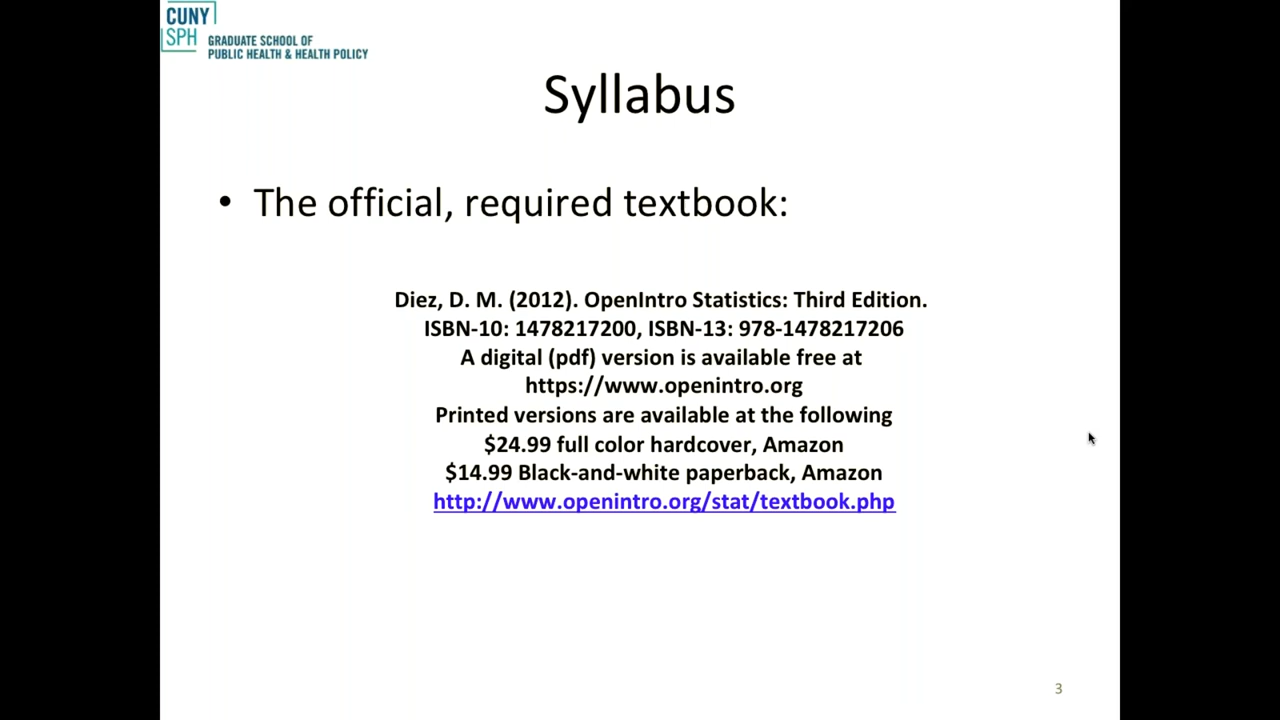 CUNY
SPH
GRADUATE SCHOOL OF
PUBLIC HEALTH & HEALTH POLICY
Syllabus
• The official, required textbook:
Diez, D. M. (2012). OpenIntro Statistics: Third Edition.
ISBN-10: 1478217200, ISBN-13: 978-1478217206
A digital (pdf) version is available free at
https://www.openintro.org
Printed versions are available at the following
$24.99 full color hardcover, Amazon
$14.99 Black-and-white paperback, Amazon
http://www.openintro.org/stat/textbook.php
3